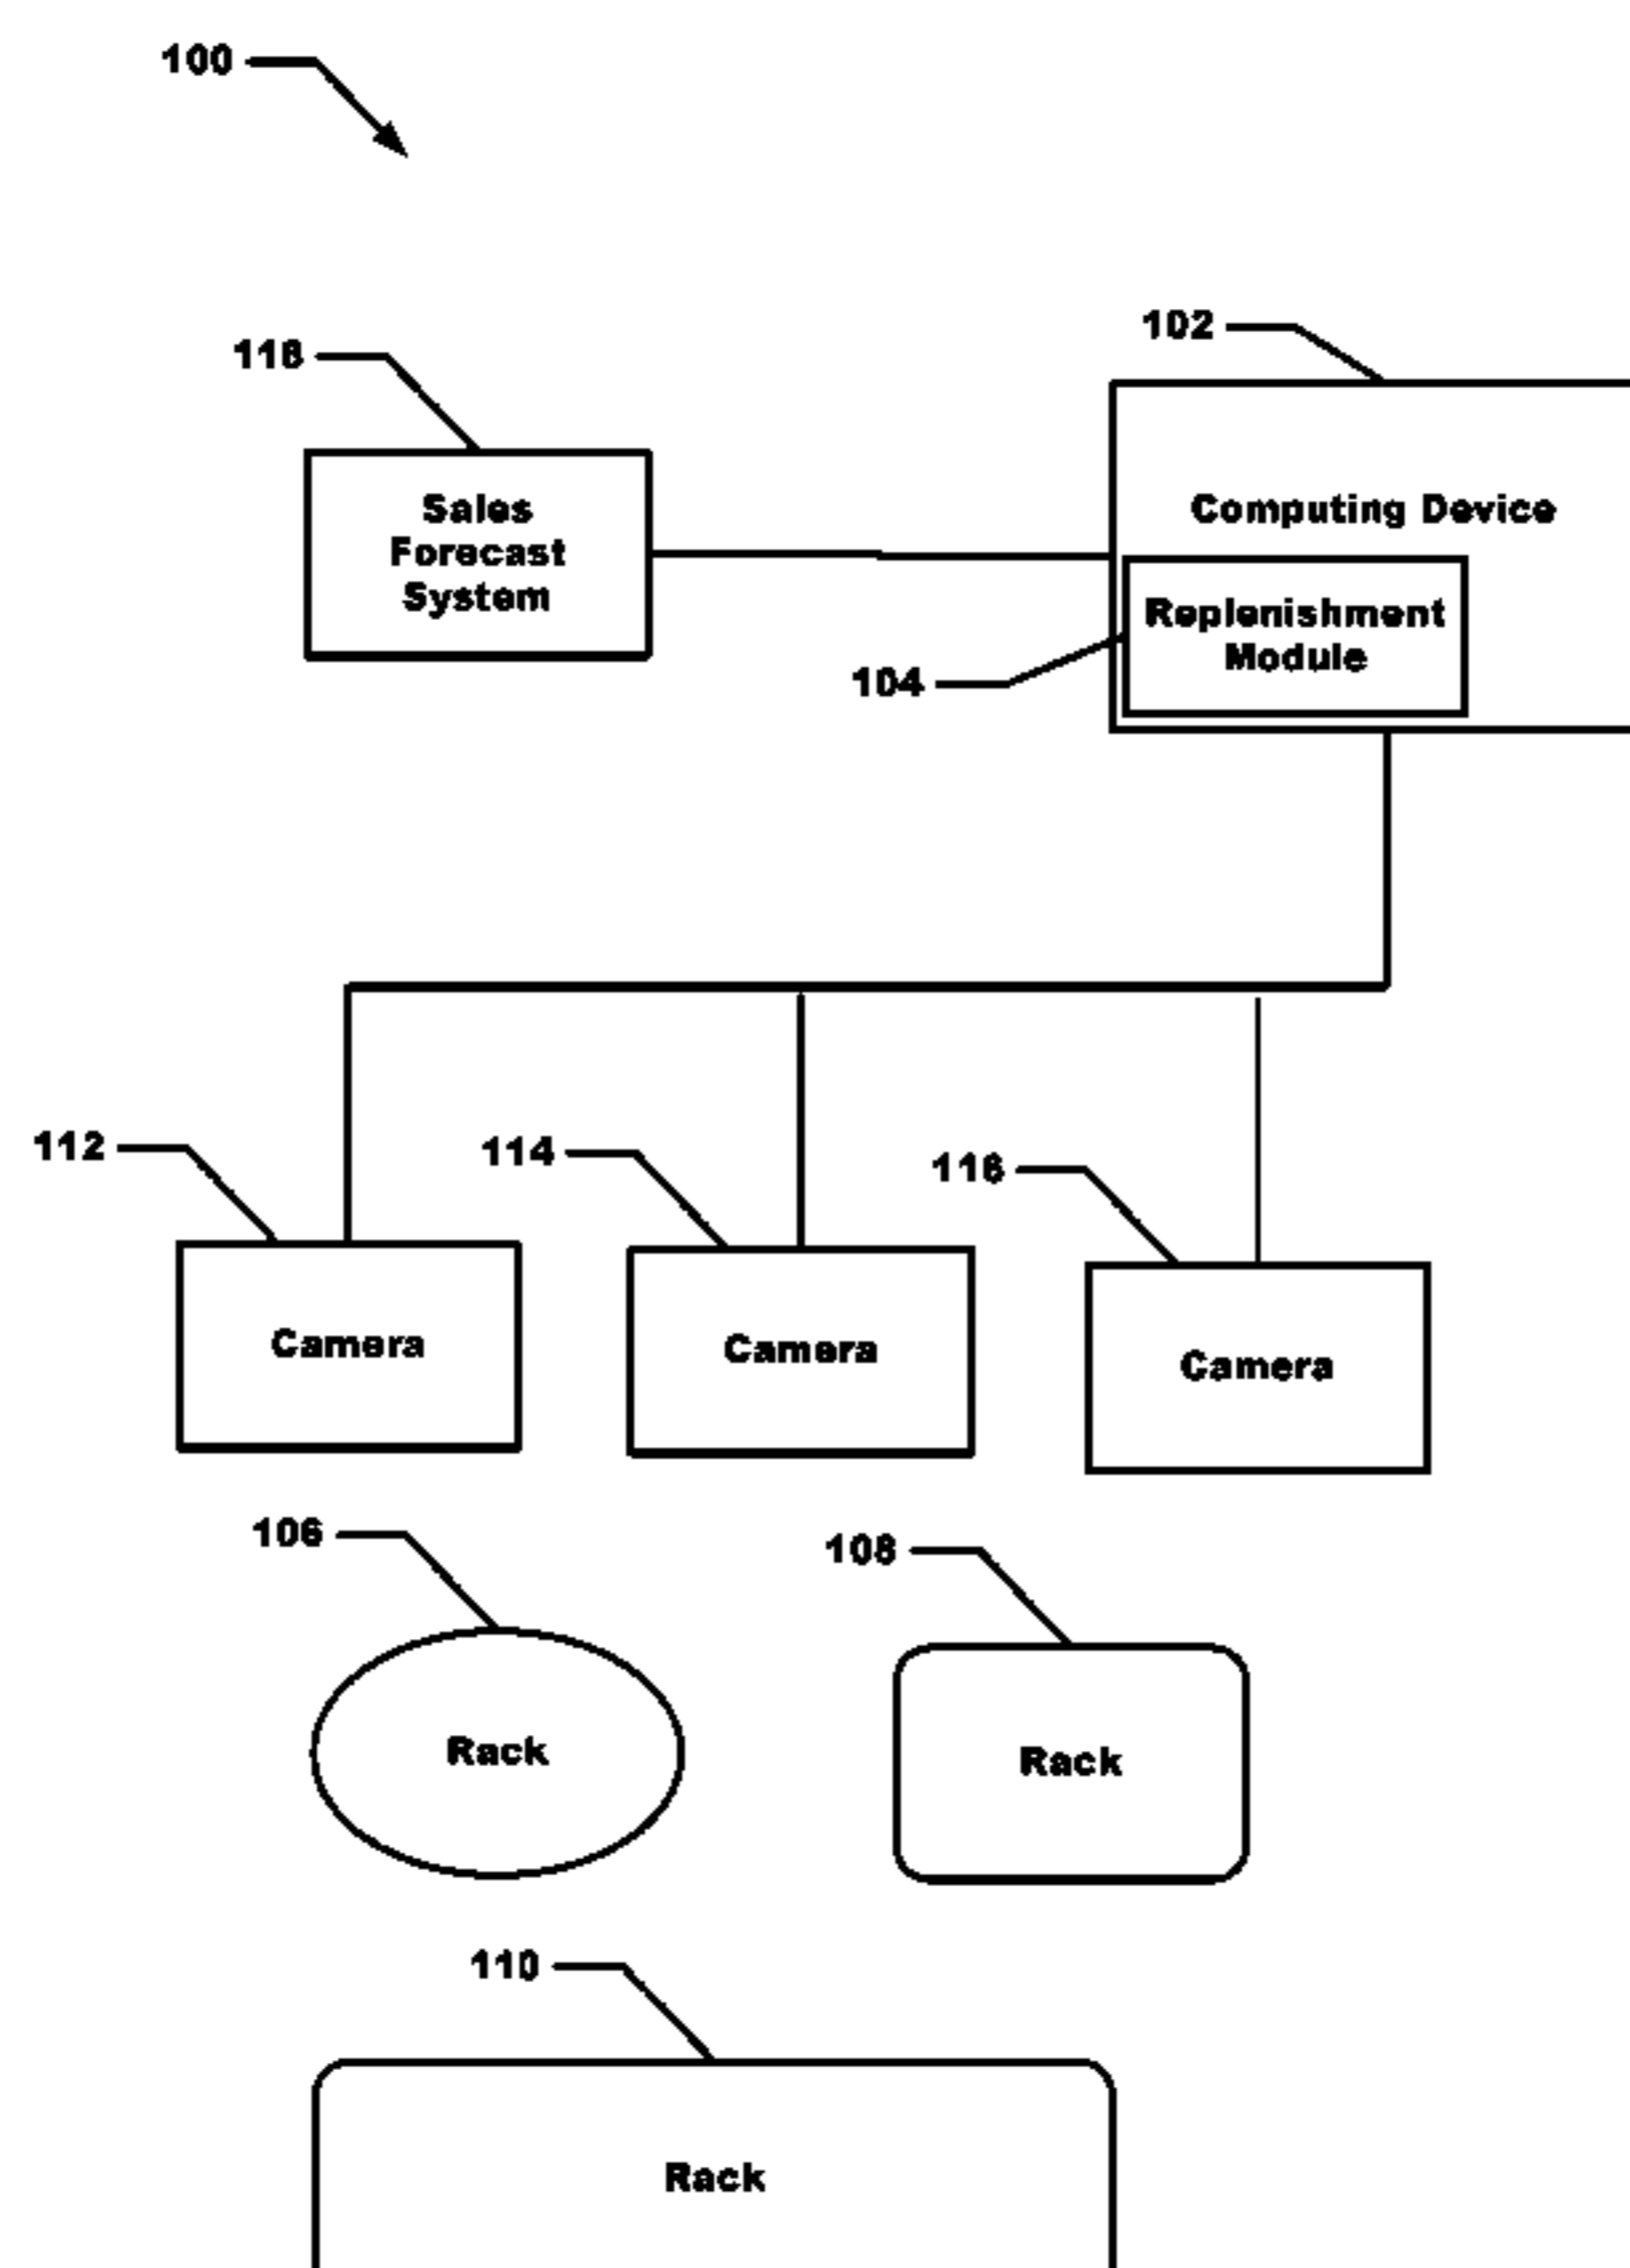 100
102
118
Sales
Forecast
System
Computing Device
Replenishment
Module
104
112
114
116
Camera
Camera
Camera
106
108
Rack
Rack
110
Rack